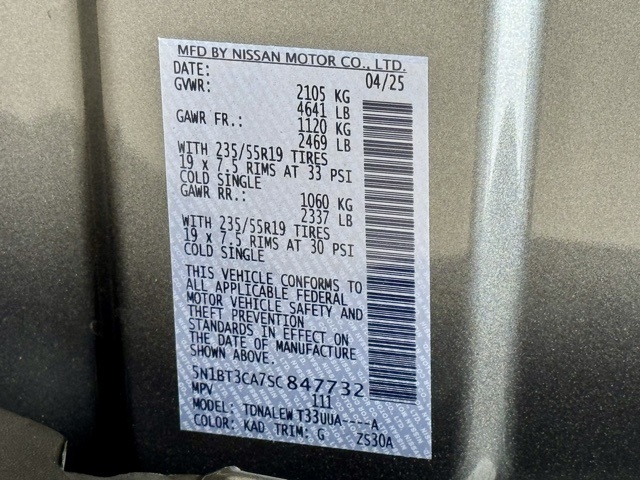 MFD BY NISSAN MOTOR CO., LTD.
DATE: 04/25
GVWR: 2105 KG
4641 LB
GAWR FR.: 1120 KG
2469 LB
WITH 235/55R19 TIRES
19 x 7.5 RIMS AT 33 PSI
COLD SINGLE
GAWR RR.: 1060 KG
2337 LB
WITH 235/55R19 TIRES
19 x 7.5 RIMS AT 30 PSI
COLD SINGLE
THIS VEHICLE CONFORMS TO
ALL APPLICABLE FEDERAL
MOTOR VEHICLE SAFETY AND
THEFT PREVENTION
STANDARDS IN EFFECT ON
THE DATE OF MANUFACTURE
SHOWN ABOVE.
5N1BT3CA7SC847732
MPV 111
MODEL: TDNALEW T33UUA----A
COLOR: KAD TRIM: G ZS30A